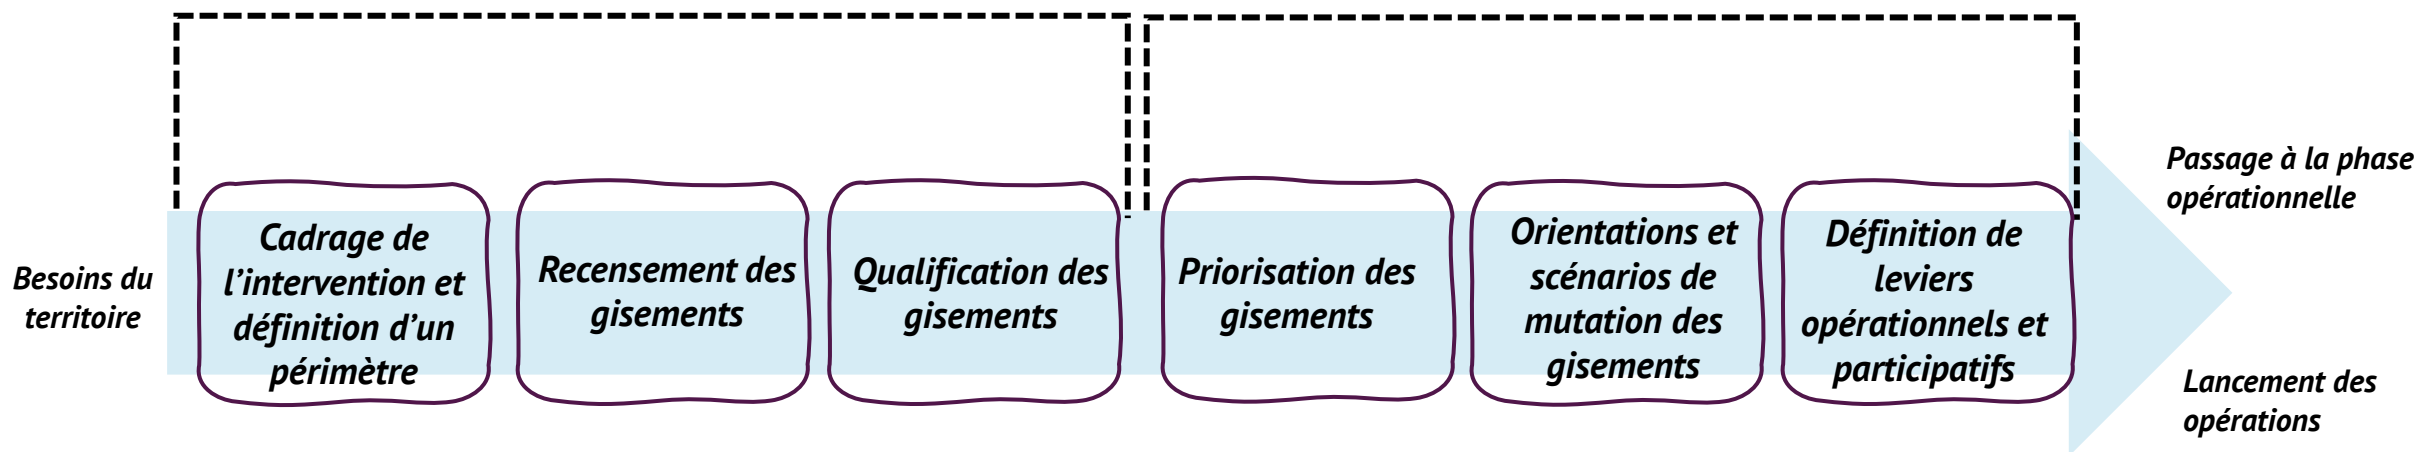 Besoins du
territoire
Cadrage de
l’intervention et
définition d’un
périmètre
Recensement des
gisements
Qualification des
gisements
Priorisation des
gisements
Orientations et
scénarios de
mutation des
gisements
Définition de
leviers
opérationnels et
participatifs
Passage à la phase
opérationnelle
Lancement des
opérations